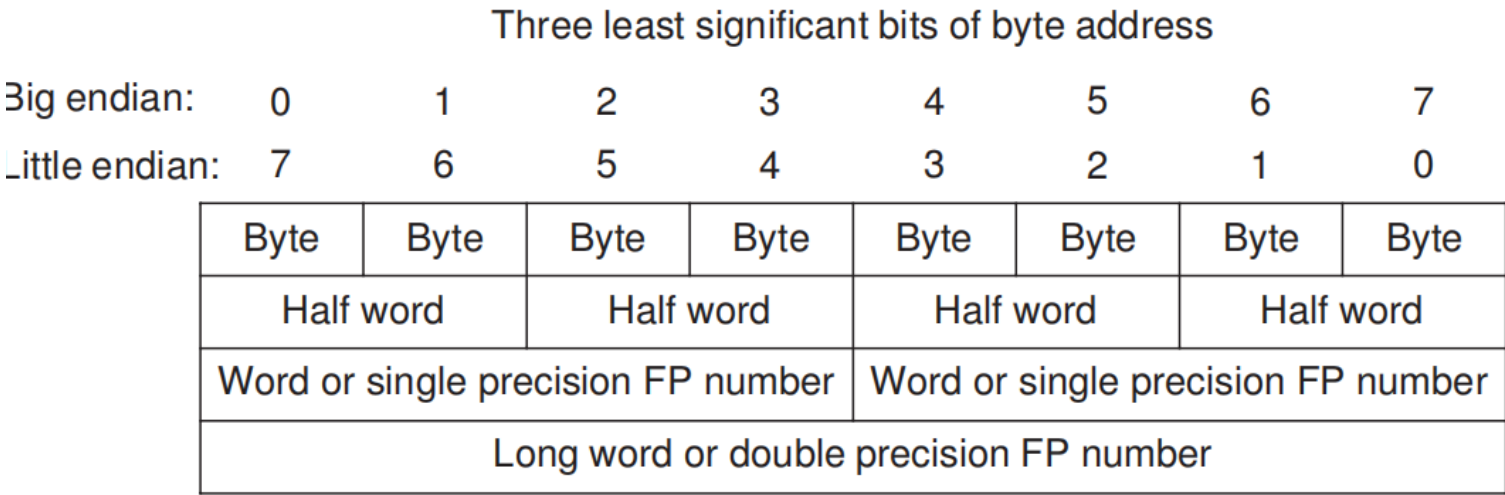 Three least significant bits of byte address
Big endian: 0 1 2 3 4 5 6 7
Little endian: 7 6 5 4 3 2 1 0
Byte Byte Byte Byte Byte Byte Byte Byte
Half word Half word Half word Half word
Word or single precision FP number Word or single precision FP number
Long word or double precision FP number